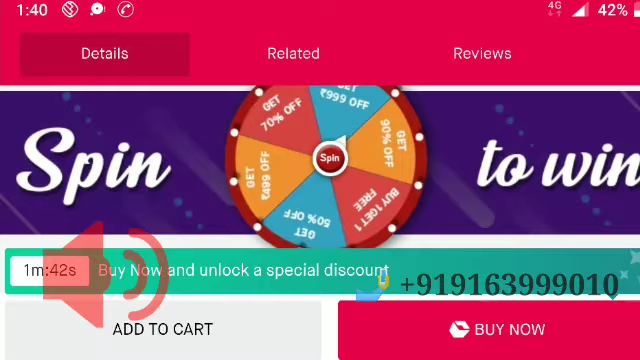 1:40 4G 42%
Details Related Reviews
Spin to win
GET 70% OFF
₹999 OFF
GET 90% OFF
BUY 1 GET 1 FREE
GET 50% OFF
GET ₹499 OFF
Spin
1m:42s Buy Now and unlock a special discount
+919163999010
ADD TO CART BUY NOW